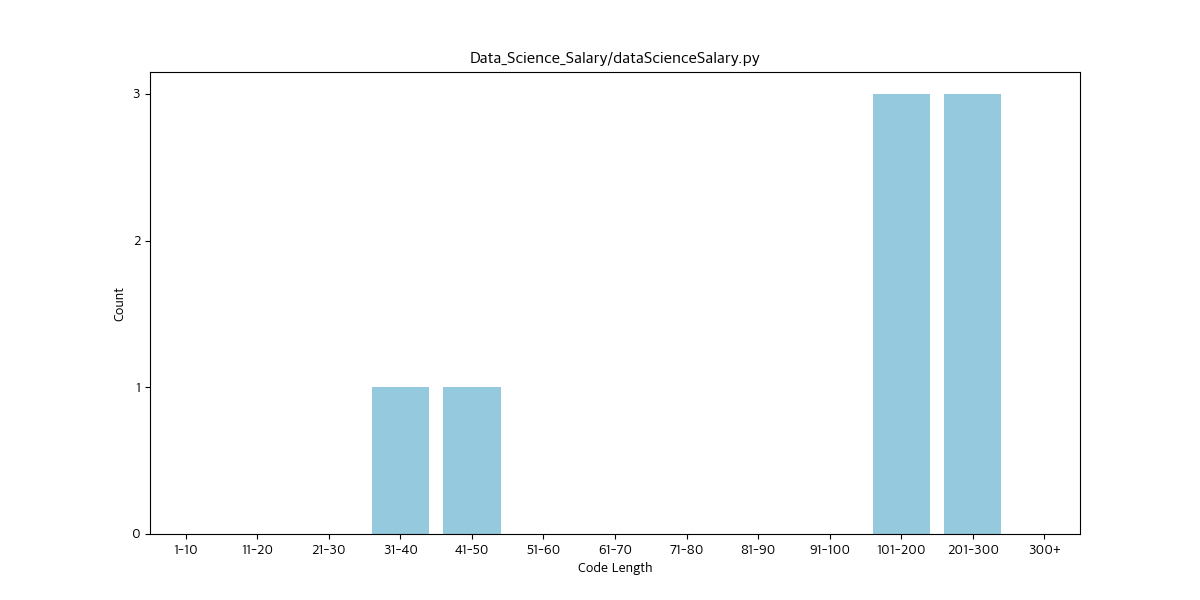 Data_Science_Salary/dataScienceSalary.py
3
2
1
0
Count
1-10 11-20 21-30 31-40 41-50 51-60 61-70 71-80 81-90 91-100 101-200 201-300 300+
Code Length